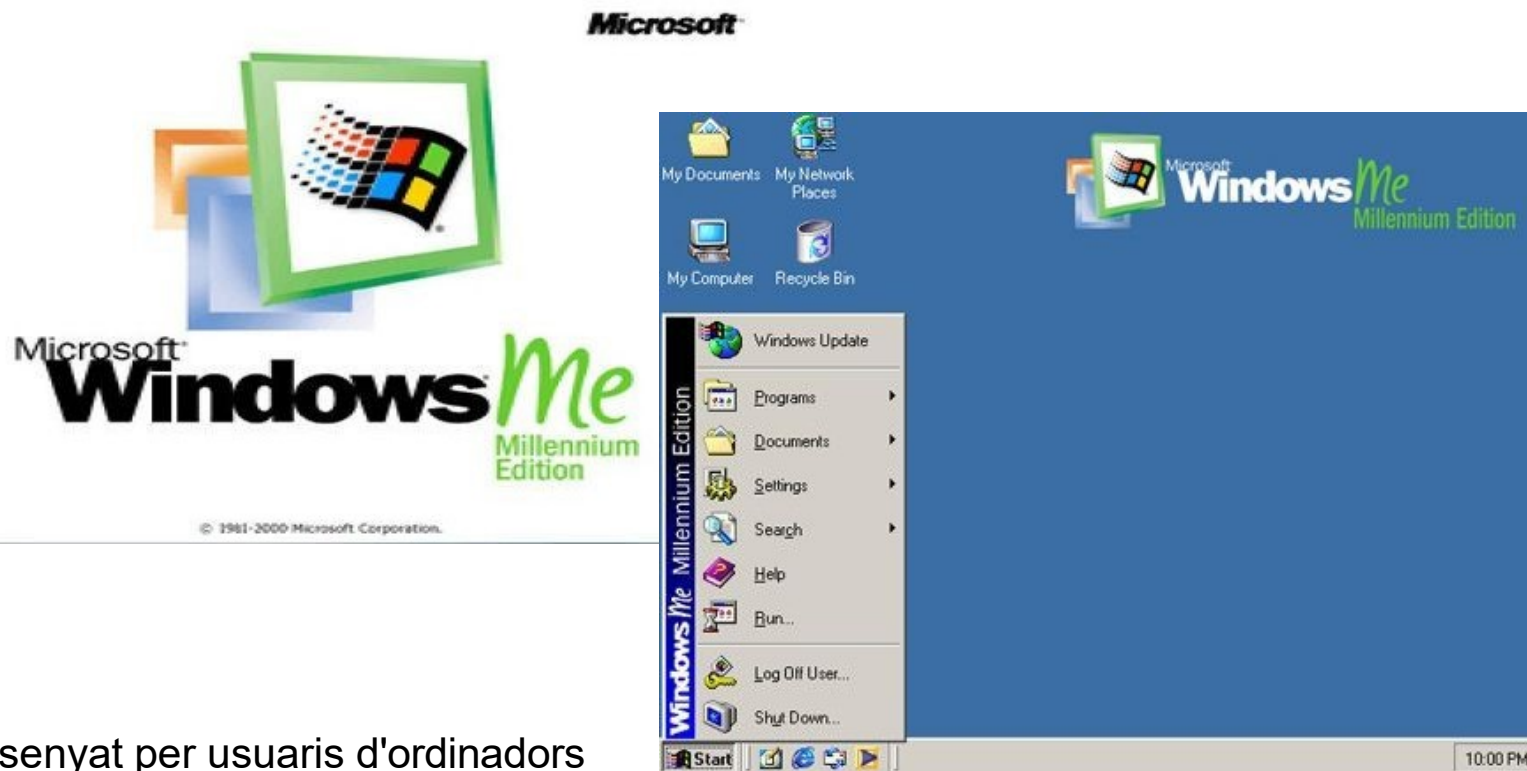 Microsoft
Microsoft
Windows Me
Millennium
Edition
© 1981-2000 Microsoft Corporation.
My Documents
My Network
Places
My Computer
Recycle Bin
Microsoft
Windows Me
Millennium Edition
Windows Me Millennium Edition
Windows Update
Programs
Documents
Settings
Search
Help
Run...
Log Off User...
Shut Down...
Start
10:00 PM
senyat per usuaris d'ordinadors